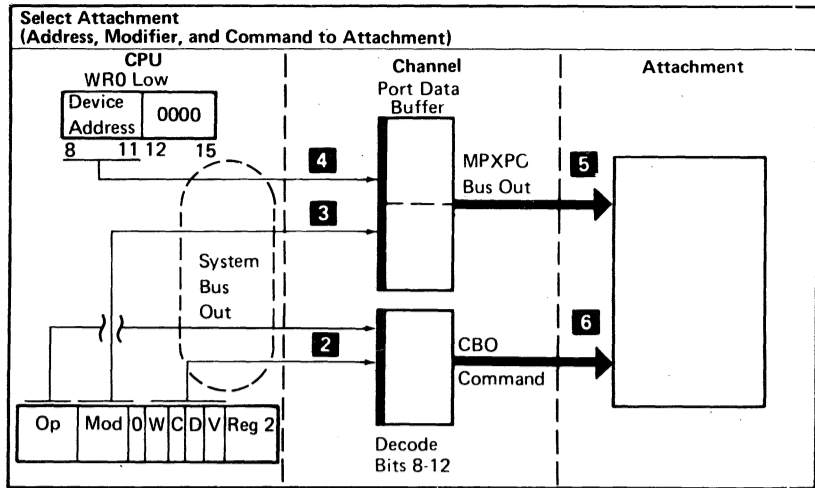 Select Attachment
(Address, Modifier, and Command to Attachment)
CPU
WR0 Low
Device
Address
0000
8 11 12 15
System
Bus
Out
Op Mod 0 W C D V Reg 2
Channel
Port Data
Buffer
4
3
2
MPXPC
Bus Out
CBO
Command
Decode
Bits 8-12
Attachment
5
6